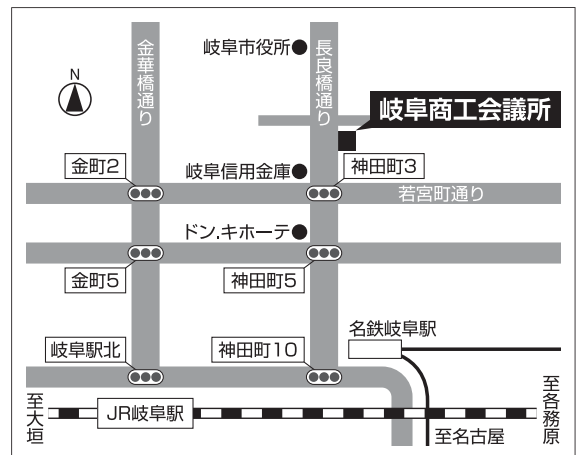 N
金華橋通り
岐阜市役所
長良橋通り
岐阜商工会議所
金町2
岐阜信用金庫
神田町3
若宮町通り
ドン.キホーテ
金町5
神田町5
岐阜駅北
神田町10
名鉄岐阜駅
至大垣
JR岐阜駅
至名古屋
至各務原